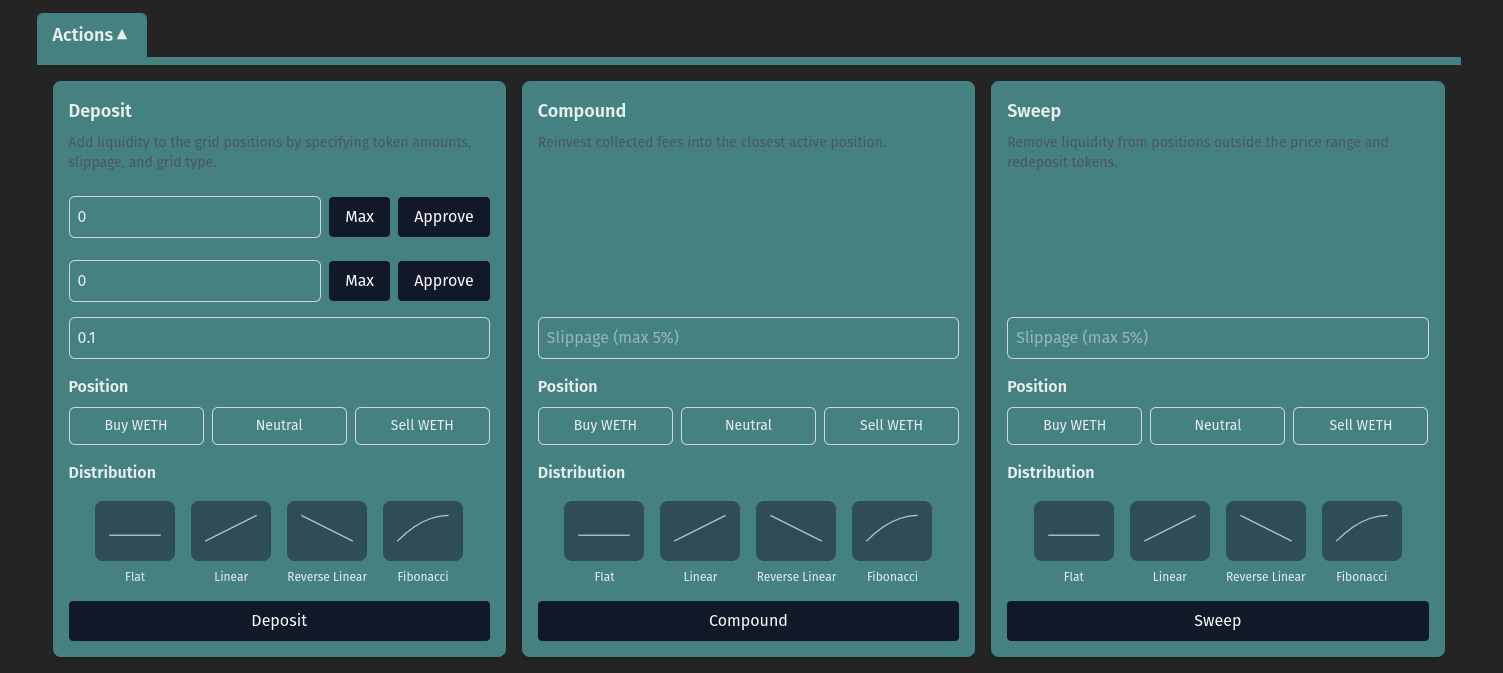 Actions ▲
Deposit
Add liquidity to the grid positions by specifying token amounts,
slippage, and grid type.
0
Max
Approve
0
Max
Approve
0.1
Position
Buy WETH
Neutral
Sell WETH
Distribution
Flat
Linear
Reverse Linear
Fibonacci
Deposit
Compound
Reinvest collected fees into the closest active position.
Slippage (max 5%)
Position
Buy WETH
Neutral
Sell WETH
Distribution
Flat
Linear
Reverse Linear
Fibonacci
Compound
Sweep
Remove liquidity from positions outside the price range and
redeposit tokens.
Slippage (max 5%)
Position
Buy WETH
Neutral
Sell WETH
Distribution
Flat
Linear
Reverse Linear
Fibonacci
Sweep